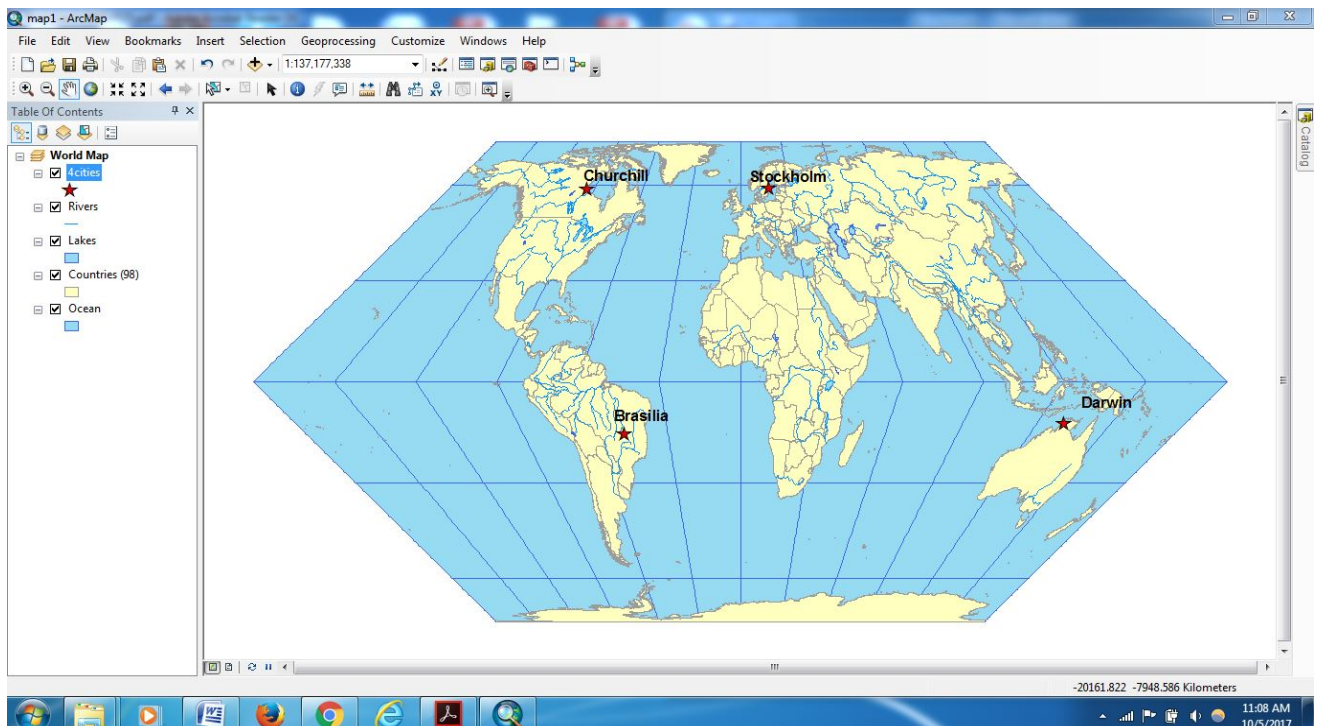 map1 - ArcMap
File Edit View Bookmarks Insert Selection Geoprocessing Customize Windows Help
1:137,177,338
Table Of Contents
World Map
4cities
Rivers
Lakes
Countries (98)
Ocean
Churchill
Stockholm
Brasilia
Darwin
Catalog
-20161.822 -7948.586 Kilometers
11:08 AM
10/5/2017